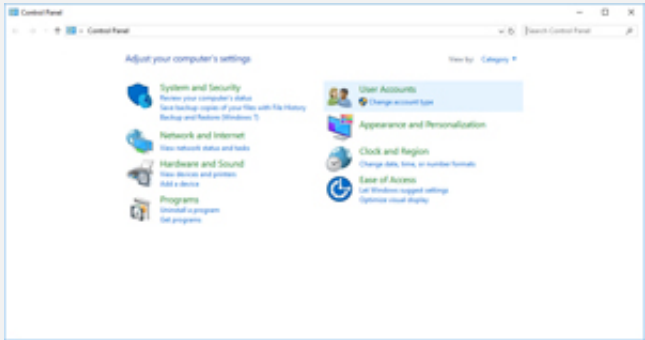 Control Panel
Control Panel
Search Control Panel
Adjust your computer's settings
View by: Category
System and Security
Review your computer's status
Save backup copies of your files with File History
Backup and Restore (Windows 7)
Network and Internet
View network status and tasks
Hardware and Sound
View devices and printers
Add a device
Programs
Uninstall a program
Get programs
User Accounts
Change account type
Appearance and Personalization
Clock and Region
Change date, time, or number formats
Ease of Access
Let Windows suggest settings
Optimize visual display